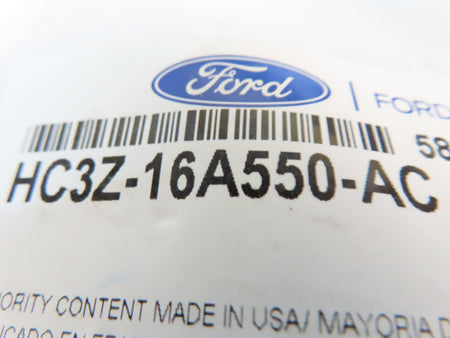 Ford | FORD
58
HC3Z-16A550-AC
ORITY CONTENT MADE IN USA/ MAYORIA D